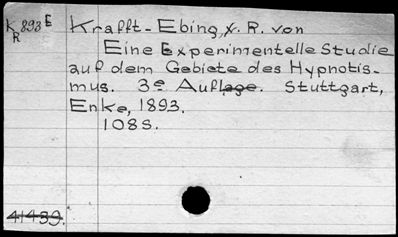 K 893 E
R
Krafft-Ebing, R. von
Eine Experimentelle Studie
auf dem Gebiete des Hypnotis-
mus. 3e Auflage. Stuttgart,
Enke, 1893.
108S.
41439.